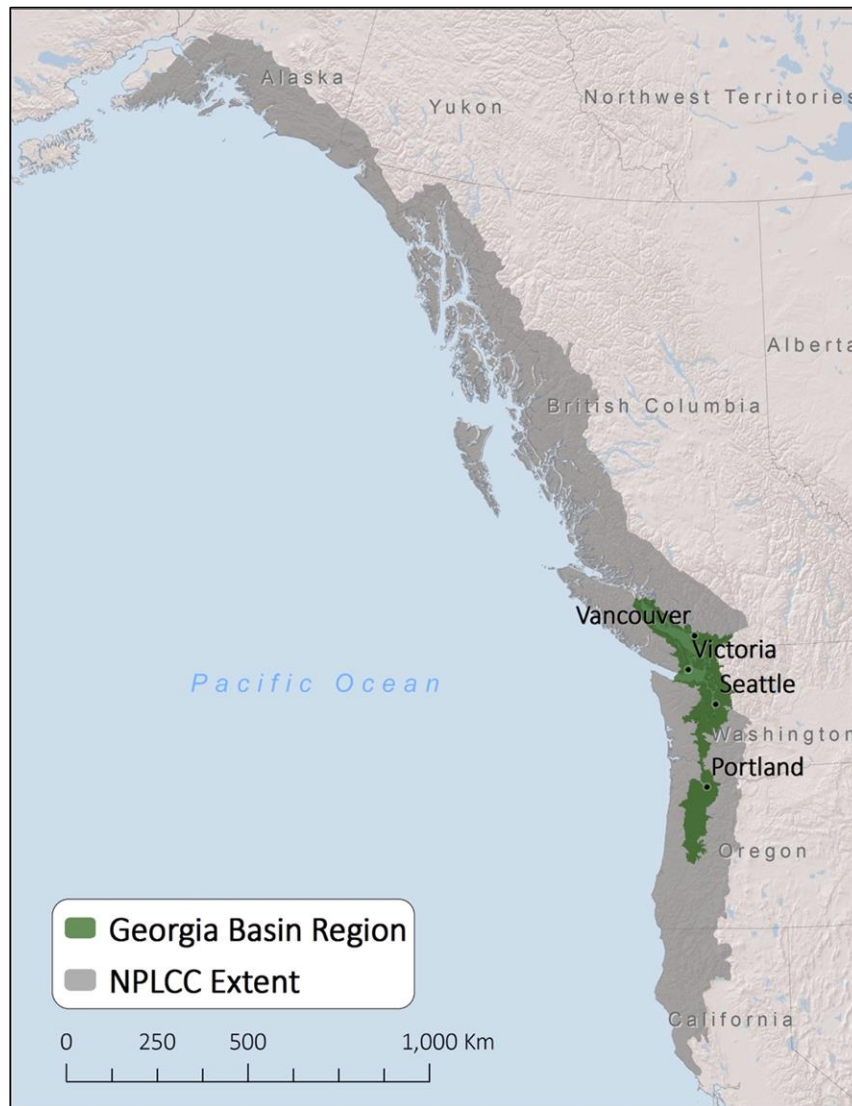 Alaska
Yukon
Northwest Territories
Alberta
British Columbia
Vancouver
Victoria
Pacific Ocean
Seattle
Washington
Portland
Oregon
Georgia Basin Region
NPLCC Extent
California
0 250 500 1,000 Km